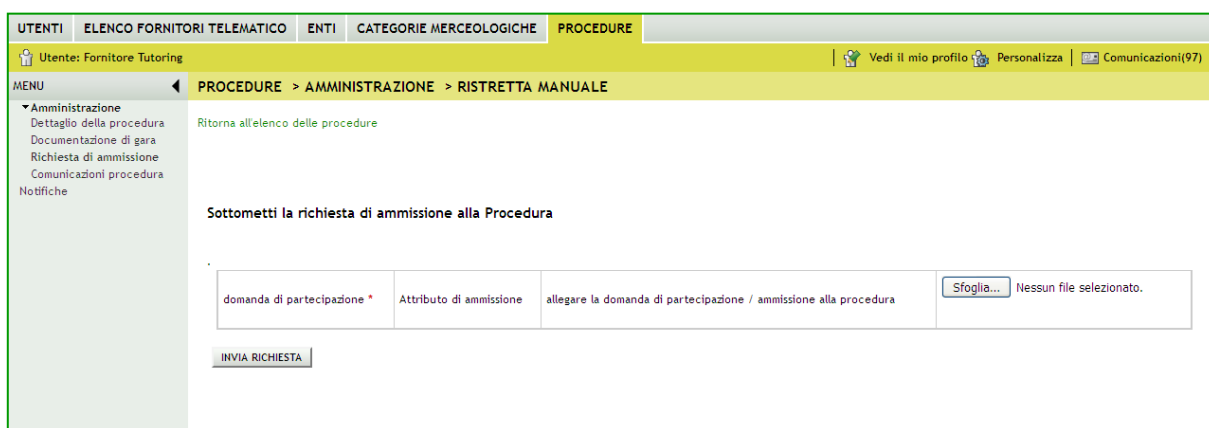 UTENTI ELENCO FORNITORI TELEMATICO ENTI CATEGORIE MERCEOLOGICHE PROCEDURE
Utente: Fornitore Tutoring Vedi il mio profilo Personalizza Comunicazioni(97)
MENU PROCEDURE > AMMINISTRAZIONE > RISTRETTA MANUALE
Amministrazione
Dettaglio della procedura
Documentazione di gara
Richiesta di ammissione
Comunicazioni procedura
Notifiche
Ritorna all'elenco delle procedure
Sottometti la richiesta di ammissione alla Procedura
.
domanda di partecipazione * Attributo di ammissione allegare la domanda di partecipazione / ammissione alla procedura Sfoglia... Nessun file selezionato.
INVIA RICHIESTA